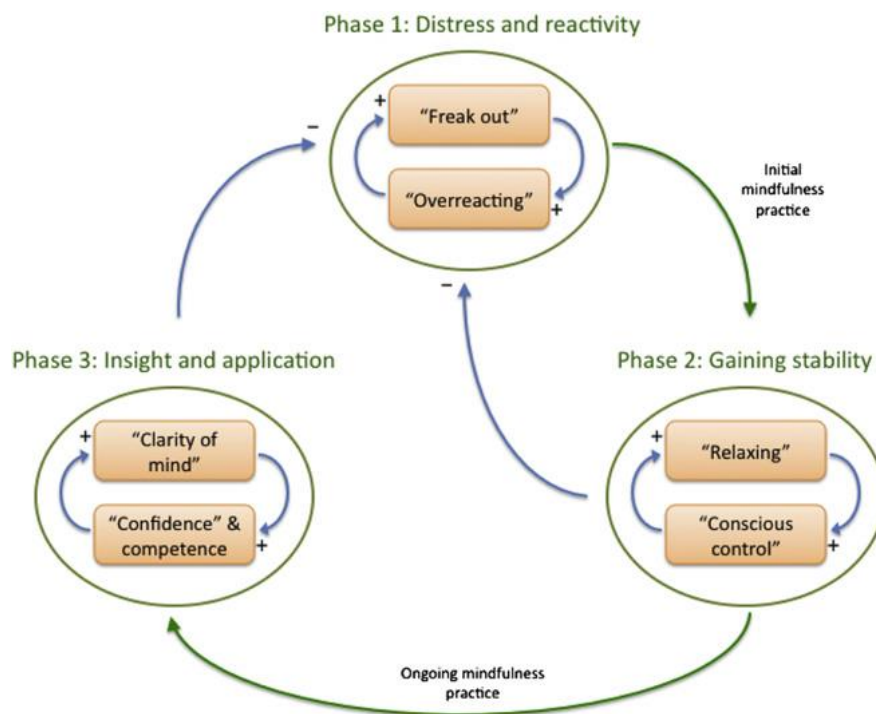 Phase 1: Distress and reactivity
+
“Freak out”
–
“Overreacting”
+
Initial
mindfulness
practice
–
Phase 3: Insight and application
Phase 2: Gaining stability
+
“Clarity of
mind”
“Confidence” &
competence
+
+
“Relaxing”
“Conscious
control”
+
Ongoing mindfulness
practice